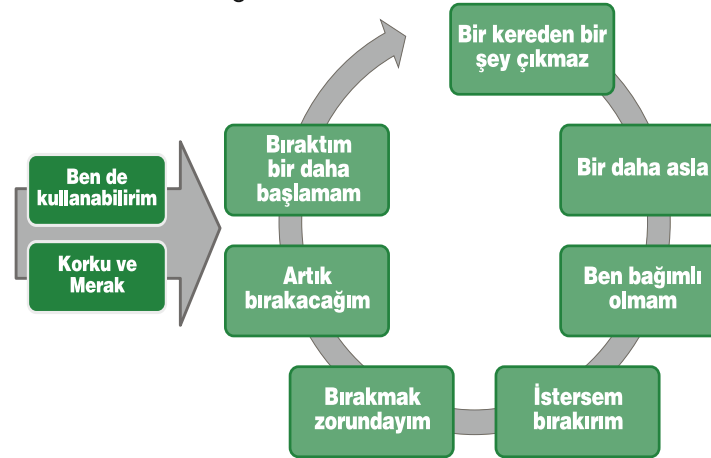 Ben de
kullanabilirim
Korku ve
Merak
Bir kereden bir
şey çıkmaz
Bir daha asla
Ben bağımlı
olmam
İstersem
bırakırım
Bırakmak
zorundayım
Artık
bırakacağım
Bıraktım
bir daha
başlamam